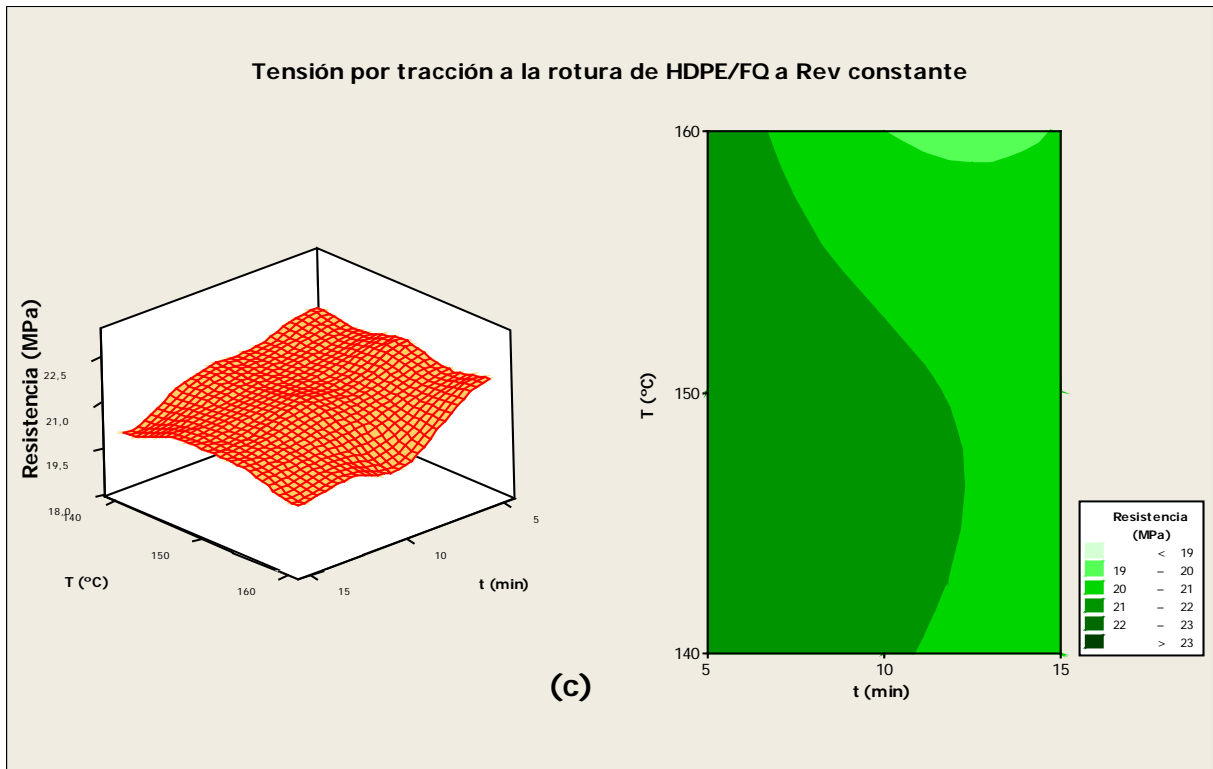 Tensión por tracción a la rotura de HDPE/FQ a Rev constante
Resistencia (MPa)
22,5
21,0
19,5
18,0
140
150
160
T (ºC)
5
10
15
t (min)
160
150
140
T (ºC)
5
10
15
t (min)
Resistencia
(MPa)
< 19
19 – 20
20 – 21
21 – 22
22 – 23
> 23
(c)